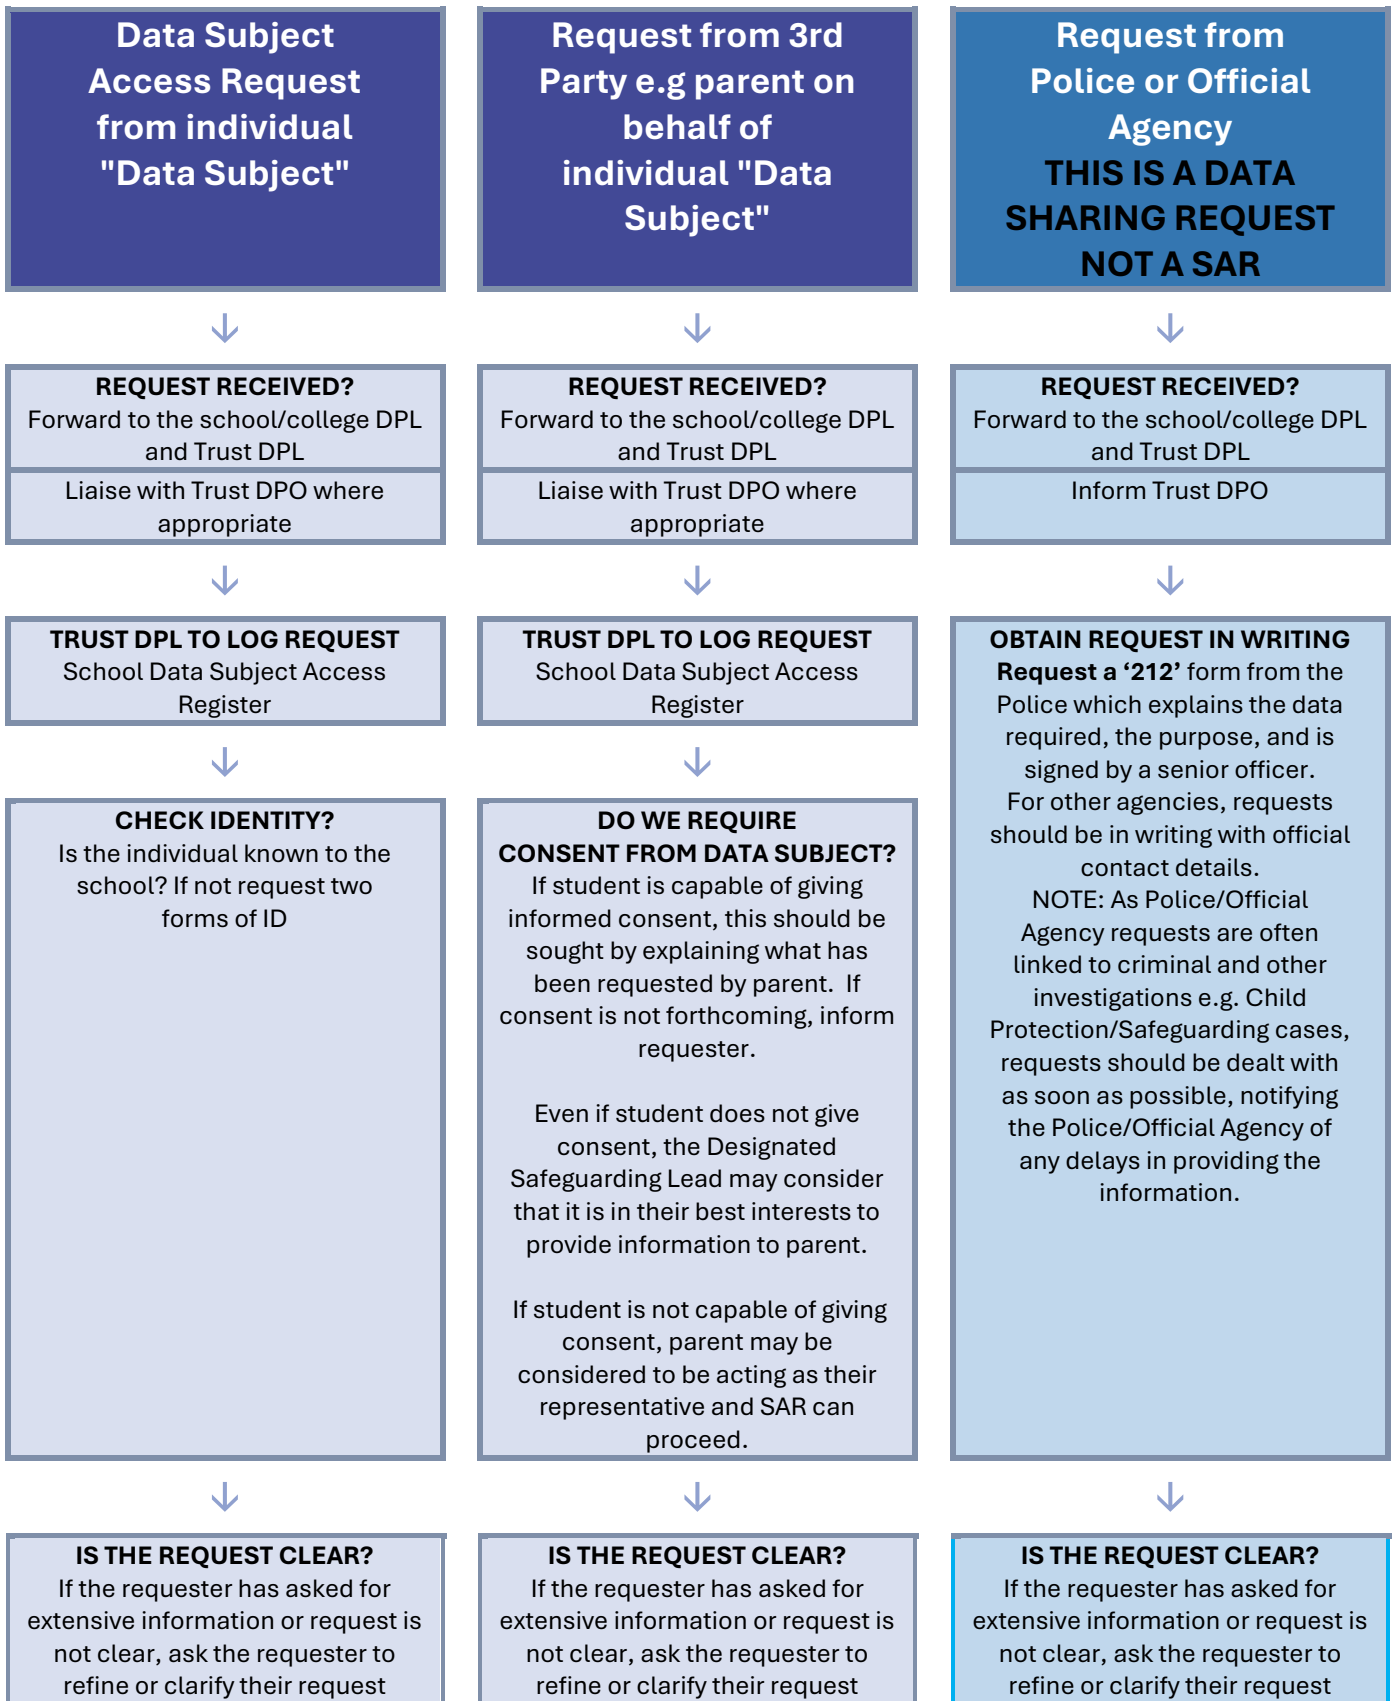 Data Subject
Access Request
from individual
"Data Subject"
REQUEST RECEIVED?
Forward to the school/college DPL
and Trust DPL
Liaise with Trust DPO where
appropriate
TRUST DPL TO LOG REQUEST
School Data Subject Access
Register
CHECK IDENTITY?
Is the individual known to the
school? If not request two
forms of ID
IS THE REQUEST CLEAR?
If the requester has asked for
extensive information or request is
not clear, ask the requester to
refine or clarify their request
Request from 3rd
Party e.g parent on
behalf of
individual "Data
Subject"
REQUEST RECEIVED?
Forward to the school/college DPL
and Trust DPL
Liaise with Trust DPO where
appropriate
TRUST DPL TO LOG REQUEST
School Data Subject Access
Register
DO WE REQUIRE
CONSENT FROM DATA SUBJECT?
If student is capable of giving
informed consent, this should be
sought by explaining what has
been requested by parent.  If
consent is not forthcoming, inform
requester.
Even if student does not give
consent, the Designated
Safeguarding Lead may consider
that it is in their best interests to
provide information to parent.
If student is not capable of giving
consent, parent may be
considered to be acting as their
representative and SAR can
proceed.
IS THE REQUEST CLEAR?
If the requester has asked for
extensive information or request is
not clear, ask the requester to
refine or clarify their request
Request from
Police or Official
Agency
THIS IS A DATA
SHARING REQUEST
NOT A SAR
REQUEST RECEIVED?
Forward to the school/college DPL
and Trust DPL
Inform Trust DPO
OBTAIN REQUEST IN WRITING
Request a ‘212’ form from the
Police which explains the data
required, the purpose, and is
signed by a senior officer.
For other agencies, requests
should be in writing with official
contact details.
NOTE: As Police/Official
Agency requests are often
linked to criminal and other
investigations e.g. Child
Protection/Safeguarding cases,
requests should be dealt with
as soon as possible, notifying
the Police/Official Agency of
any delays in providing the
information.
IS THE REQUEST CLEAR?
If the requester has asked for
extensive information or request is
not clear, ask the requester to
refine or clarify their request